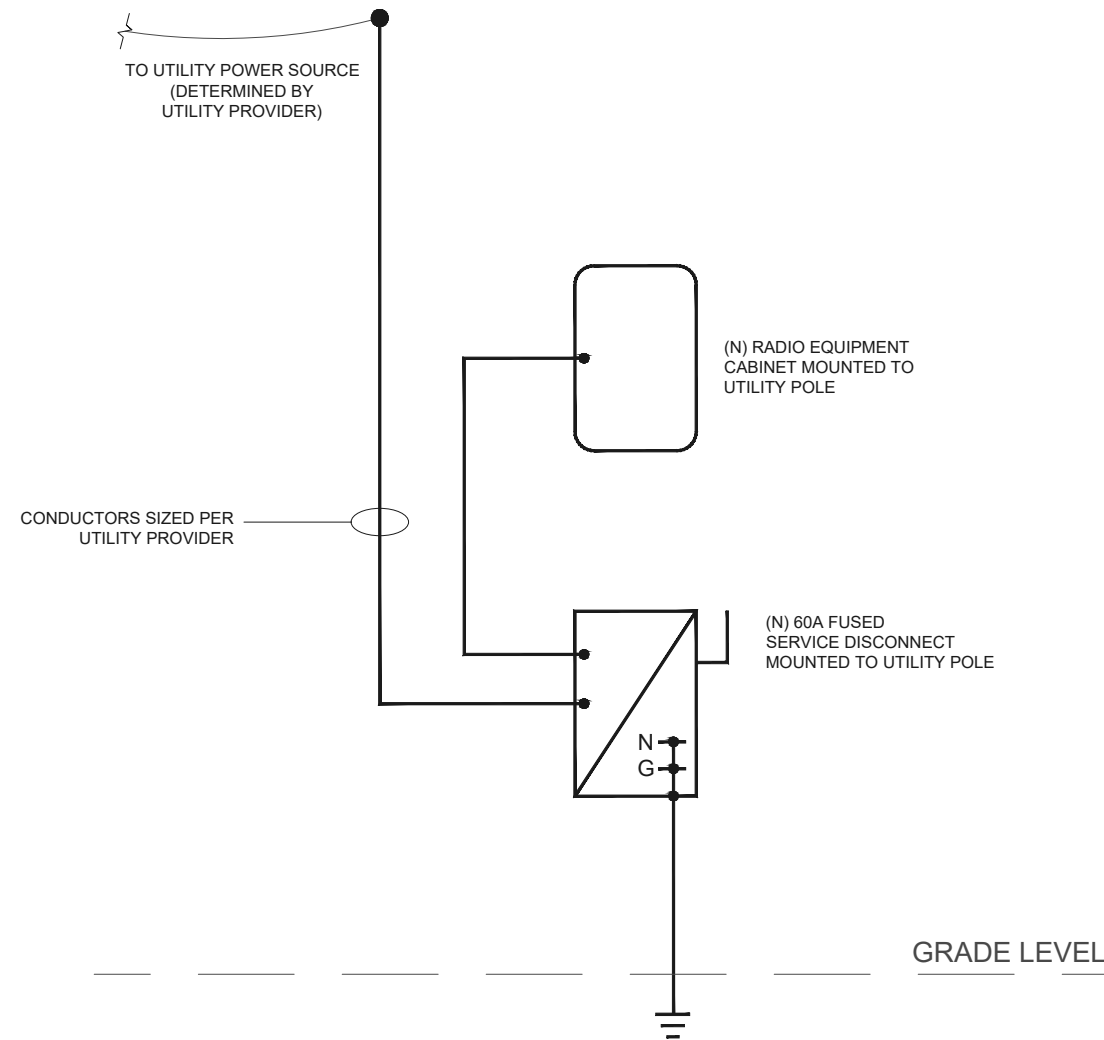 TO UTILITY POWER SOURCE
(DETERMINED BY
UTILITY PROVIDER)
(N) RADIO EQUIPMENT
CABINET MOUNTED TO
UTILITY POLE
CONDUCTORS SIZED PER
UTILITY PROVIDER
(N) 60A FUSED
SERVICE DISCONNECT
MOUNTED TO UTILITY POLE
N
G
GRADE LEVEL